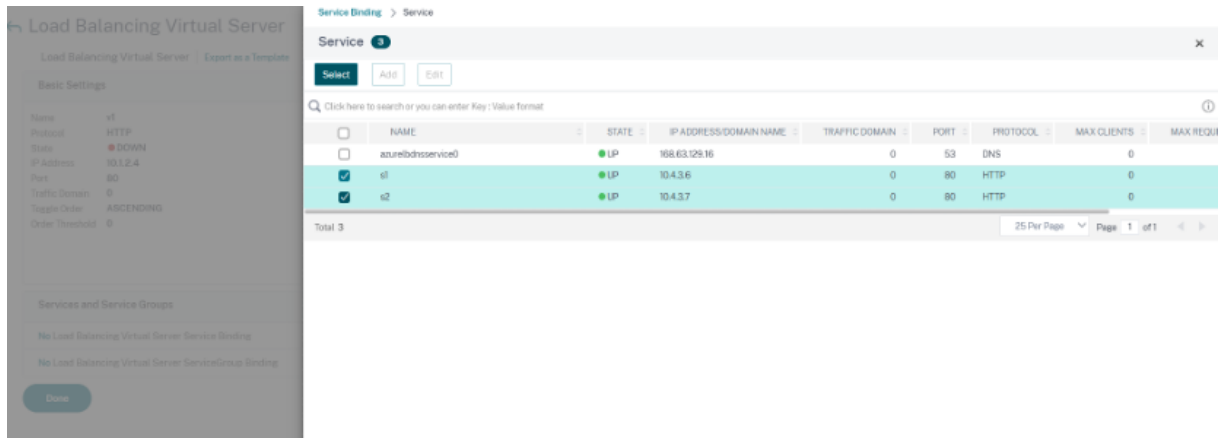 Load Balancing Virtual Server
Load Balancing Virtual Server | Export as a Template
Basic Settings
Name v1
Protocol HTTP
State DOWN
IP Address 10.1.2.4
Port 80
Traffic Domain 0
Toggle Order ASCENDING
Order Threshold 0
Services and Service Groups
No Load Balancing Virtual Server Service Binding
No Load Balancing Virtual Server ServiceGroup Binding
Done
Service Binding > Service
Service 3
Select Add Edit
Click here to search or you can enter Key : Value format
NAME STATE IP ADDRESS/DOMAIN NAME TRAFFIC DOMAIN PORT PROTOCOL MAX CLIENTS MAX REQUE
azurelbdnsservice0 UP 168.63.129.16 0 53 DNS 0
s1 UP 10.4.3.6 0 80 HTTP 0
s2 UP 10.4.3.7 0 80 HTTP 0
Total 3
25 Per Page Page 1 of 1